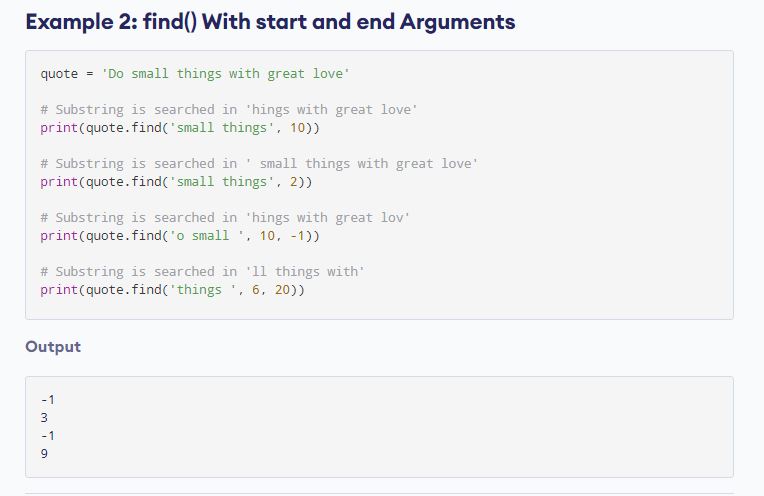 Example 2: find() With start and end Arguments
quote = 'Do small things with great love'
# Substring is searched in 'hings with great love'
print(quote.find('small things', 10))
# Substring is searched in ' small things with great love'
print(quote.find('small things', 2))
# Substring is searched in 'hings with great lov'
print(quote.find('o small ', 10, -1))
# Substring is searched in 'll things with'
print(quote.find('things ', 6, 20))
Output
-1
3
-1
9